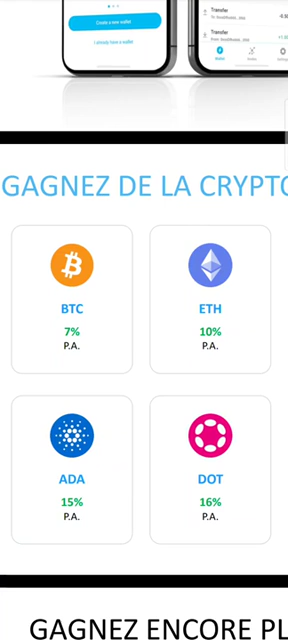 Create a new wallet
I already have a wallet
Transfer
Transfer
GAGNEZ DE LA CRYPTO
BTC
7%
P.A.
ETH
10%
P.A.
ADA
15%
P.A.
DOT
16%
P.A.
GAGNEZ ENCORE PL